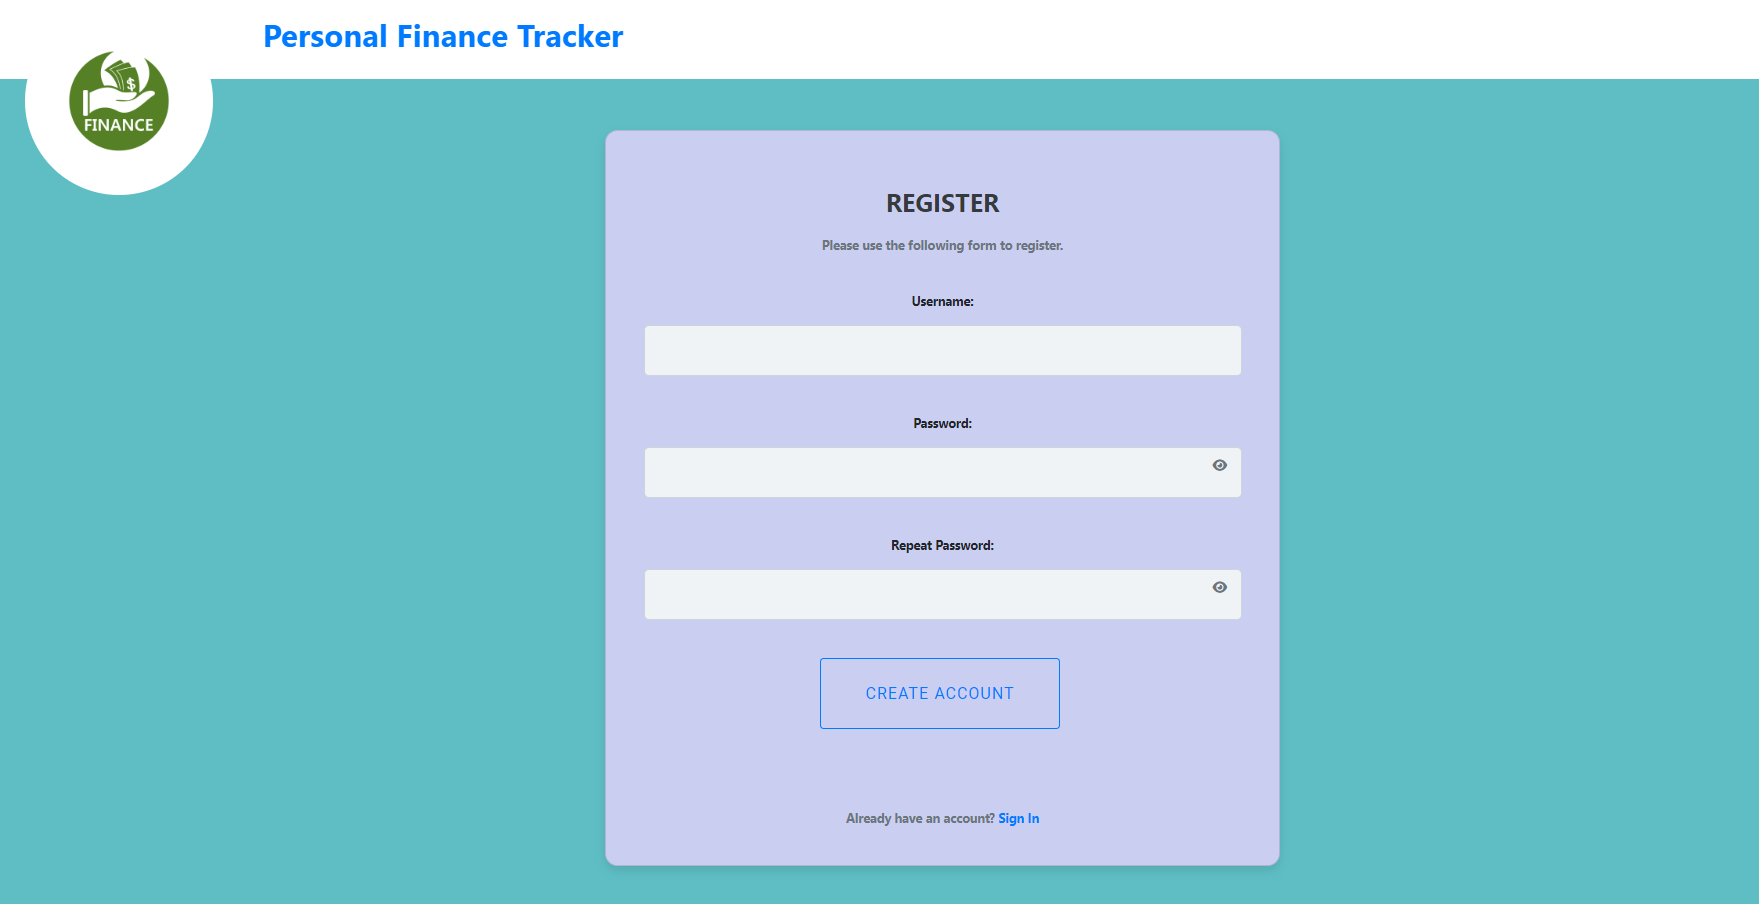 Personal Finance Tracker
$
FINANCE
REGISTER
Please use the following form to register.
Username:
Password:
Repeat Password:
CREATE ACCOUNT
Already have an account? Sign In